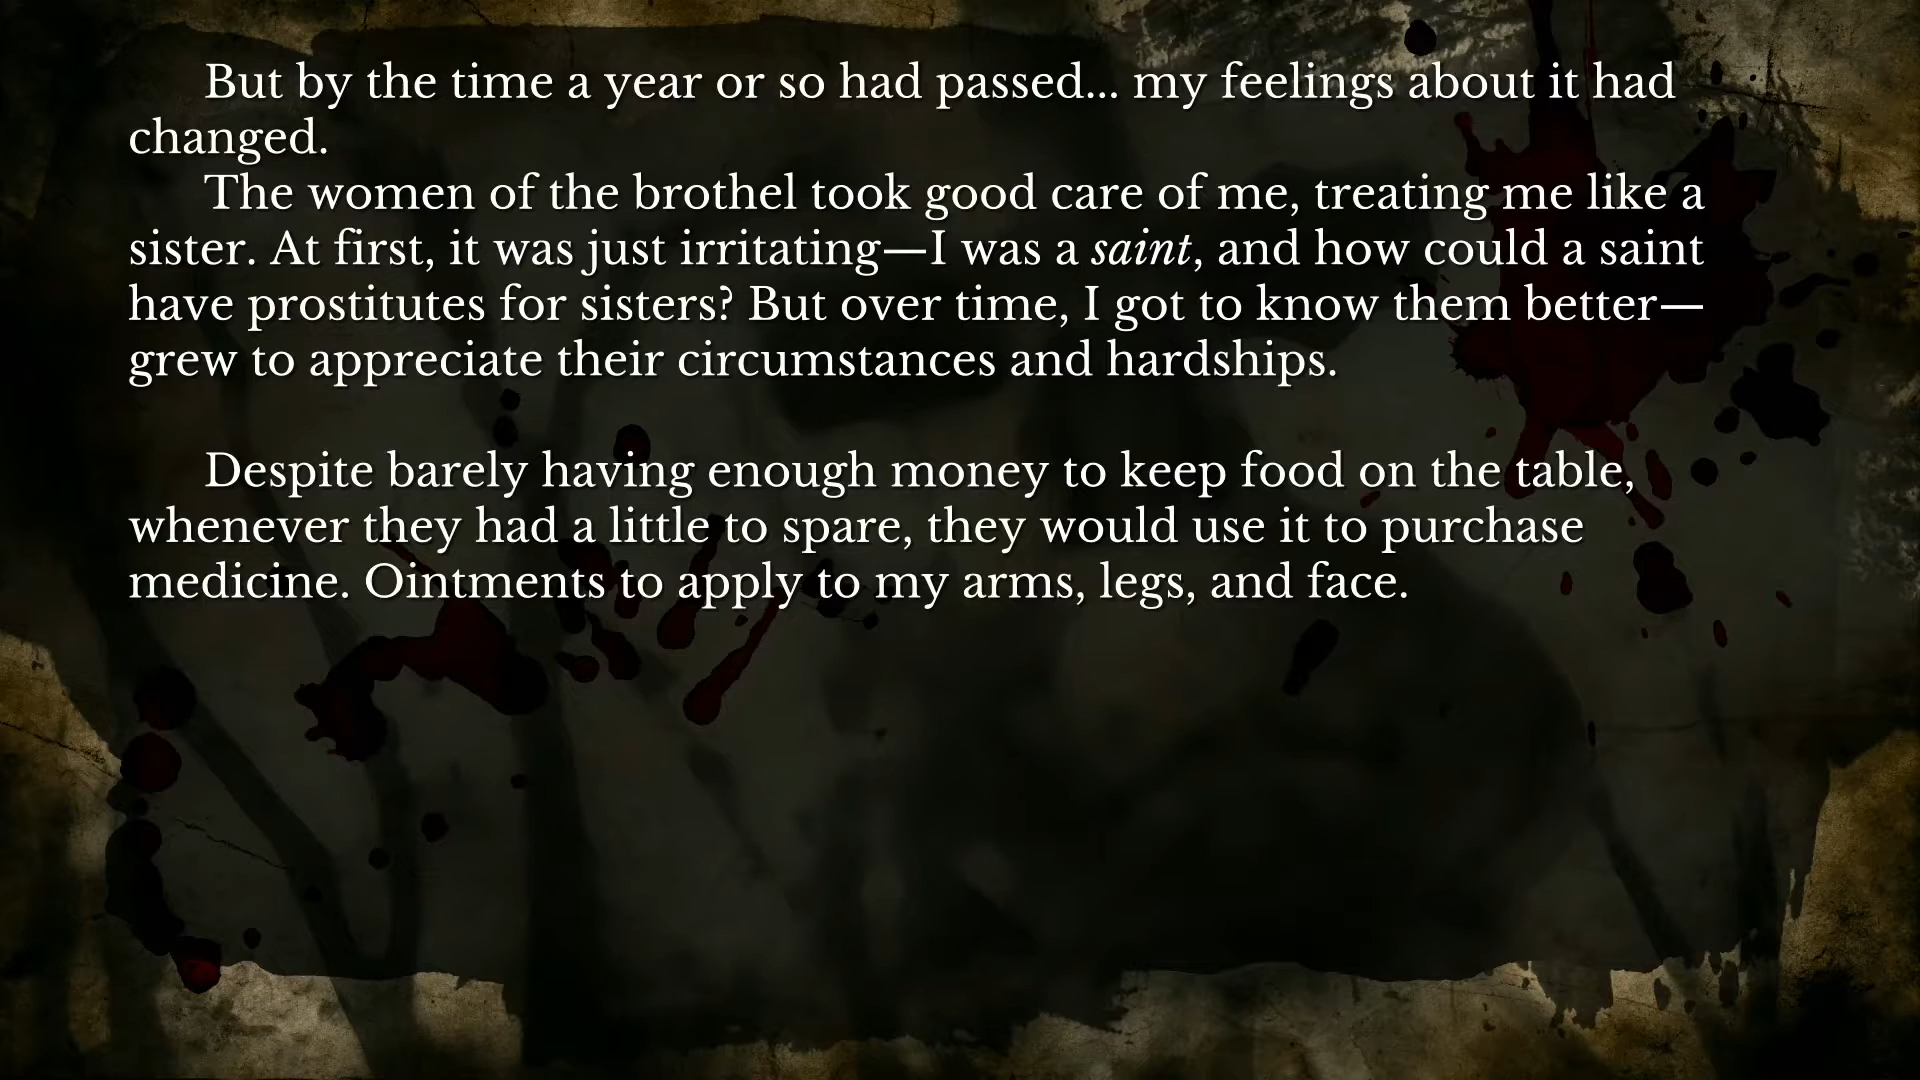 But by the time a year or so had passed... my feelings about it had
changed.
The women of the brothel took good care of me, treating me like a
sister. At first, it was just irritating—I was a saint, and how could a saint
have prostitutes for sisters? But over time, I got to know them better—
grew to appreciate their circumstances and hardships.
Despite barely having enough money to keep food on the table,
whenever they had a little to spare, they would use it to purchase
medicine. Ointments to apply to my arms, legs, and face.